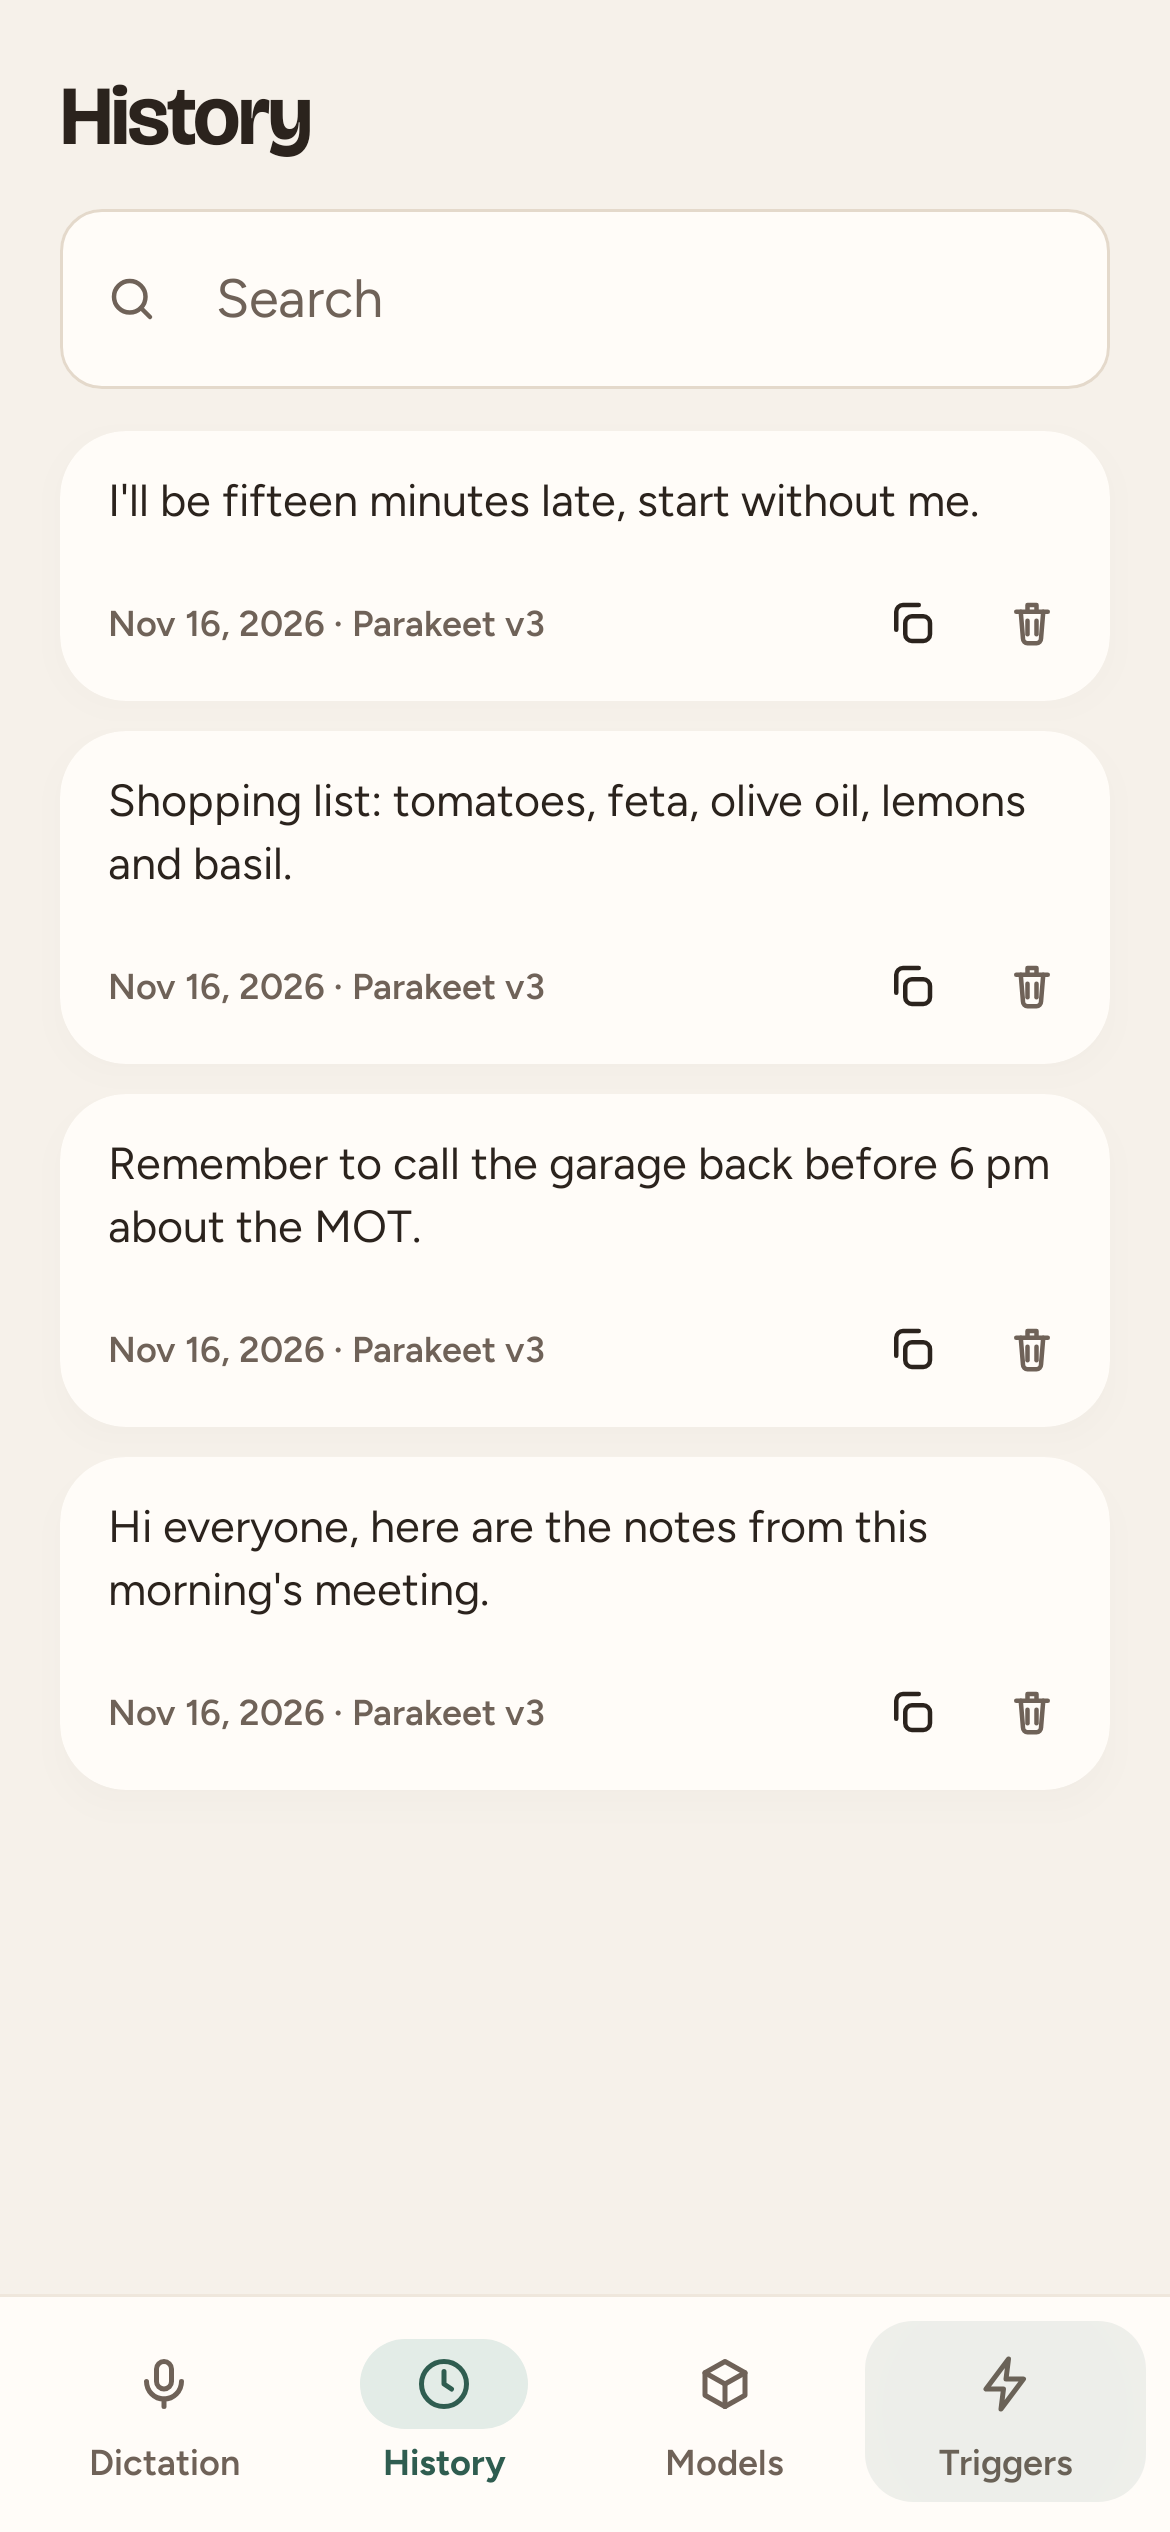 History
Search
I'll be fifteen minutes late, start without me.
Nov 16, 2026 · Parakeet v3
Shopping list: tomatoes, feta, olive oil, lemons
and basil.
Nov 16, 2026 · Parakeet v3
Remember to call the garage back before 6 pm
about the MOT.
Nov 16, 2026 · Parakeet v3
Hi everyone, here are the notes from this
morning's meeting.
Nov 16, 2026 · Parakeet v3
Dictation
History
Models
Triggers